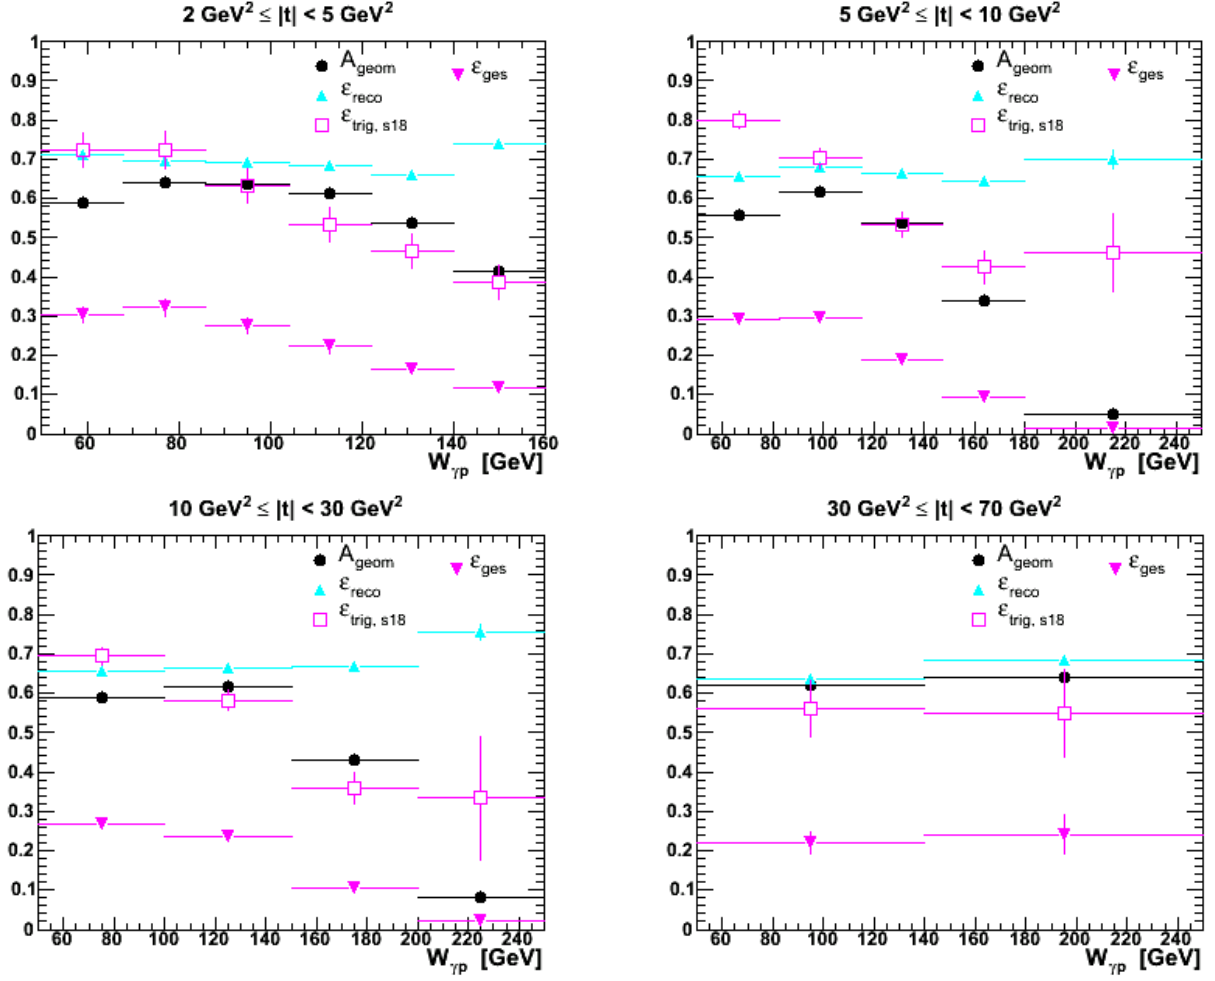 2 GeV² ≤ |t| < 5 GeV²
1
0.9
0.8
0.7
0.6
0.5
0.4
0.3
0.2
0.1
0
A_geom
ε_reco
ε_trig, s18
ε_ges
60 80 100 120 140 160
W_γp [GeV]
5 GeV² ≤ |t| < 10 GeV²
1
0.9
0.8
0.7
0.6
0.5
0.4
0.3
0.2
0.1
0
A_geom
ε_reco
ε_trig, s18
ε_ges
60 80 100 120 140 160 180 200 220 240
W_γp [GeV]
10 GeV² ≤ |t| < 30 GeV²
1
0.9
0.8
0.7
0.6
0.5
0.4
0.3
0.2
0.1
0
A_geom
ε_reco
ε_trig, s18
ε_ges
60 80 100 120 140 160 180 200 220 240
W_γp [GeV]
30 GeV² ≤ |t| < 70 GeV²
1
0.9
0.8
0.7
0.6
0.5
0.4
0.3
0.2
0.1
0
A_geom
ε_reco
ε_trig, s18
ε_ges
60 80 100 120 140 160 180 200 220 240
W_γp [GeV]